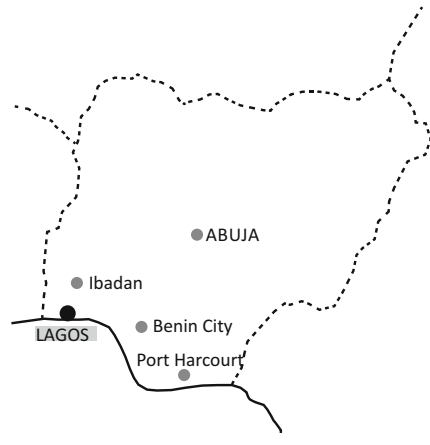 ABUJA
Ibadan
LAGOS
Benin City
Port Harcourt